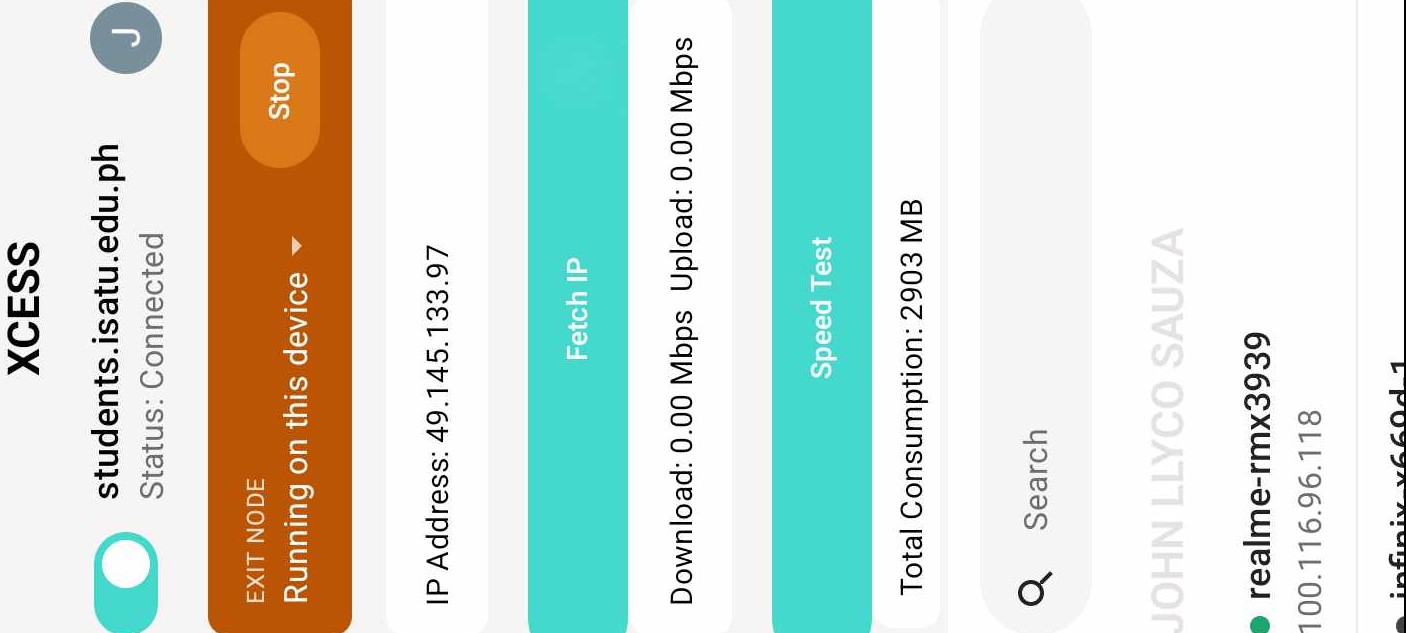 XCESS
students.isatu.edu.ph
J
Status: Connected
EXIT NODE
Running on this device
Stop
IP Address: 49.145.133.97
Fetch IP
Download: 0.00 Mbps Upload: 0.00 Mbps
Speed Test
Total Consumption: 2903 MB
Search
JOHN LLYCO SAUZA
realme-rmx3939
100.116.96.118
infinix-x669d-1